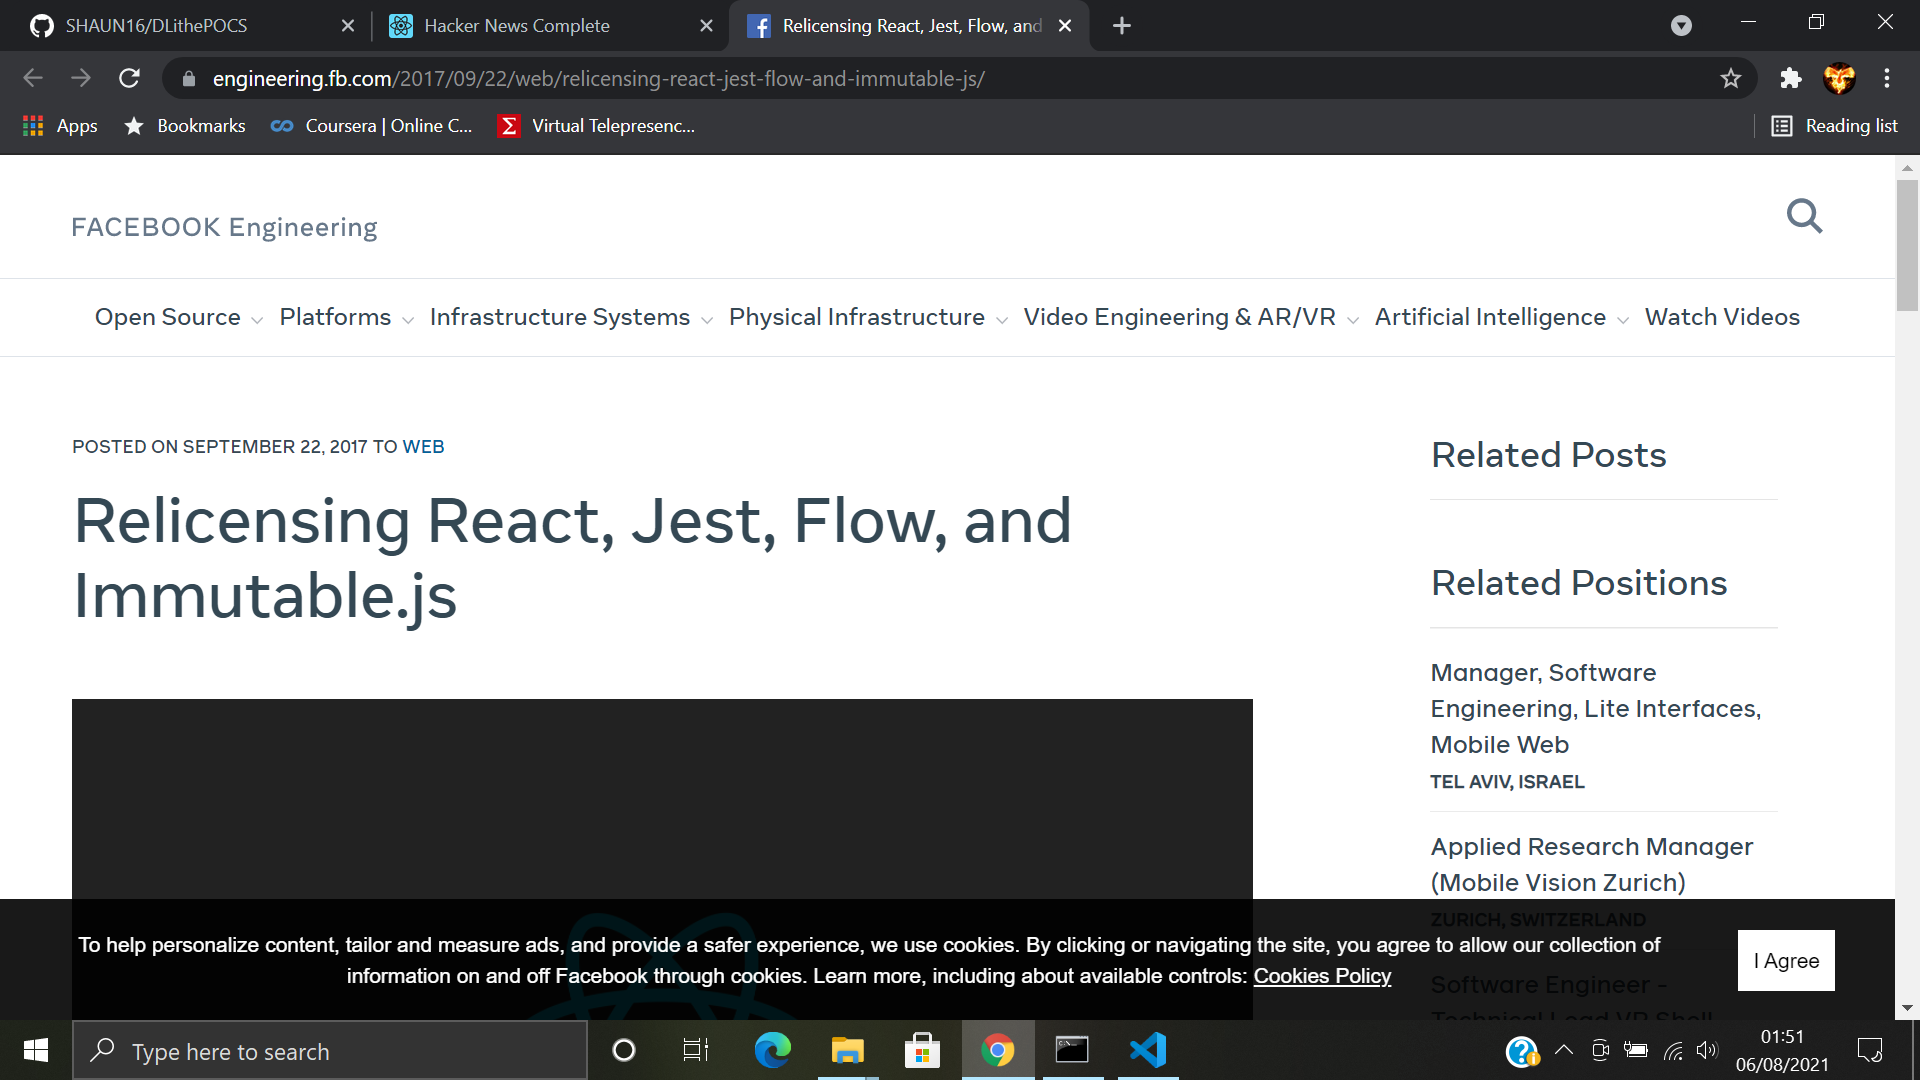 SHAUN16/DLithePOCS
Hacker News Complete
Relicensing React, Jest, Flow, and
engineering.fb.com/2017/09/22/web/relicensing-react-jest-flow-and-immutable-js/
Apps
Bookmarks
Coursera | Online C...
Virtual Telepresenc...
Reading list
FACEBOOK Engineering
Open Source
Platforms
Infrastructure Systems
Physical Infrastructure
Video Engineering & AR/VR
Artificial Intelligence
Watch Videos
POSTED ON SEPTEMBER 22, 2017 TO WEB
Relicensing React, Jest, Flow, and
Immutable.js
Related Posts
Related Positions
Manager, Software
Engineering, Lite Interfaces,
Mobile Web
TEL AVIV, ISRAEL
Applied Research Manager
(Mobile Vision Zurich)
ZURICH, SWITZERLAND
Software Engineer -
Technical Lead VR Shell
To help personalize content, tailor and measure ads, and provide a safer experience, we use cookies. By clicking or navigating the site, you agree to allow our collection of
information on and off Facebook through cookies. Learn more, including about available controls: Cookies Policy
I Agree
Type here to search
01:51
06/08/2021